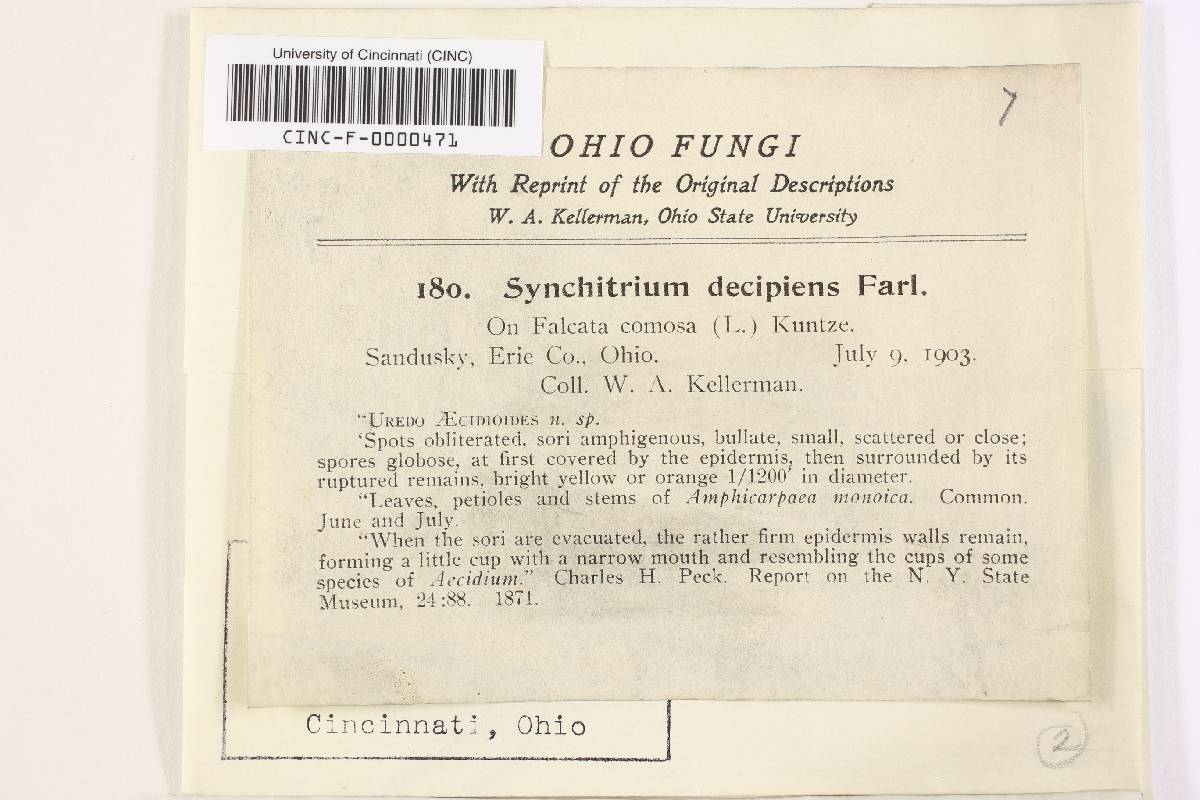 University of Cincinnati (CINC)
CINC-F-0000471
7
OHIO FUNGI
With Reprint of the Original Descriptions
W. A. Kellerman, Ohio State University
180. Synchitrium decipiens Farl.
On Falcata comosa (L.) Kuntze.
Sandusky, Erie Co., Ohio. July 9. 1903.
Coll. W. A. Kellerman.
"UREDO ÆCIDIOIDES n. sp.
'Spots obliterated, sori amphigenous, bullate, small, scattered or close;
spores globose, at first covered by the epidermis, then surrounded by its
ruptured remains, bright yellow or orange 1/1200' in diameter.
"Leaves, petioles and stems of Amphicarpaea monoica. Common.
June and July.
"When the sori are evacuated, the rather firm epidermis walls remain,
forming a little cup with a narrow mouth and resembling the cups of some
species of Aecidium." Charles H. Peck. Report on the N. Y. State
Museum, 24:88. 1871.
Cincinnati, Ohio
2